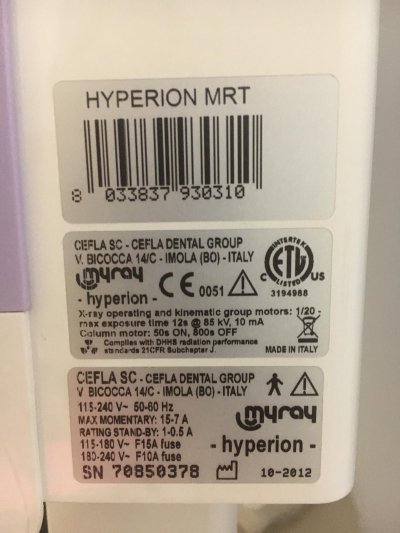 HYPERION MRT
8 033837 930310
CEFLA SC - CEFLA DENTAL GROUP
V. BICOCCA 14/C - IMOLA (BO) - ITALY
myray CE 0051
INTERTEK
C ETL US
LISTED
- hyperion - 3194988
X-ray operating and kinematic group motors: 1/20 -
max exposure time 12s @ 85 kV, 10 mA
Column motor: 50s ON, 800s OFF
Complies with DHHS radiation performance
standards 21CFR Subchapter J. MADE IN ITALY
CEFLA SC - CEFLA DENTAL GROUP
V BICOCCA 14/C - IMOLA (BO) - ITALY
115-240 V~ 50-60 Hz
MAX MOMENTARY: 15-7 A myray
RATING STAND-BY: 1-0.5 A
115-180 V~ F15A fuse - hyperion -
180-240 V~ F10A fuse
SN 70850378 10-2012